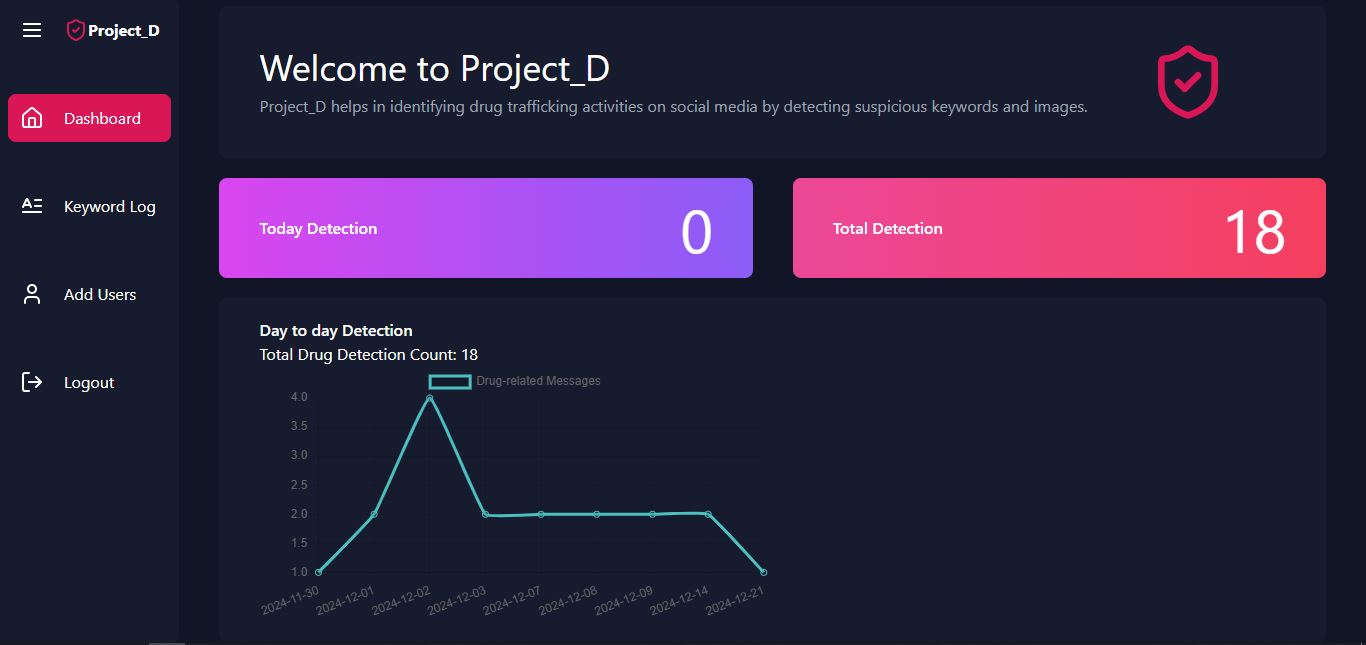 Project_D
Dashboard
Keyword Log
Add Users
Logout
Welcome to Project_D
Project_D helps in identifying drug trafficking activities on social media by detecting suspicious keywords and images.
Today Detection
0
Total Detection
18
Day to day Detection
Total Drug Detection Count: 18
Drug-related Messages
4.0
3.5
3.0
2.5
2.0
1.5
1.0
2024-11-30
2024-12-01
2024-12-02
2024-12-03
2024-12-07
2024-12-08
2024-12-09
2024-12-14
2024-12-21